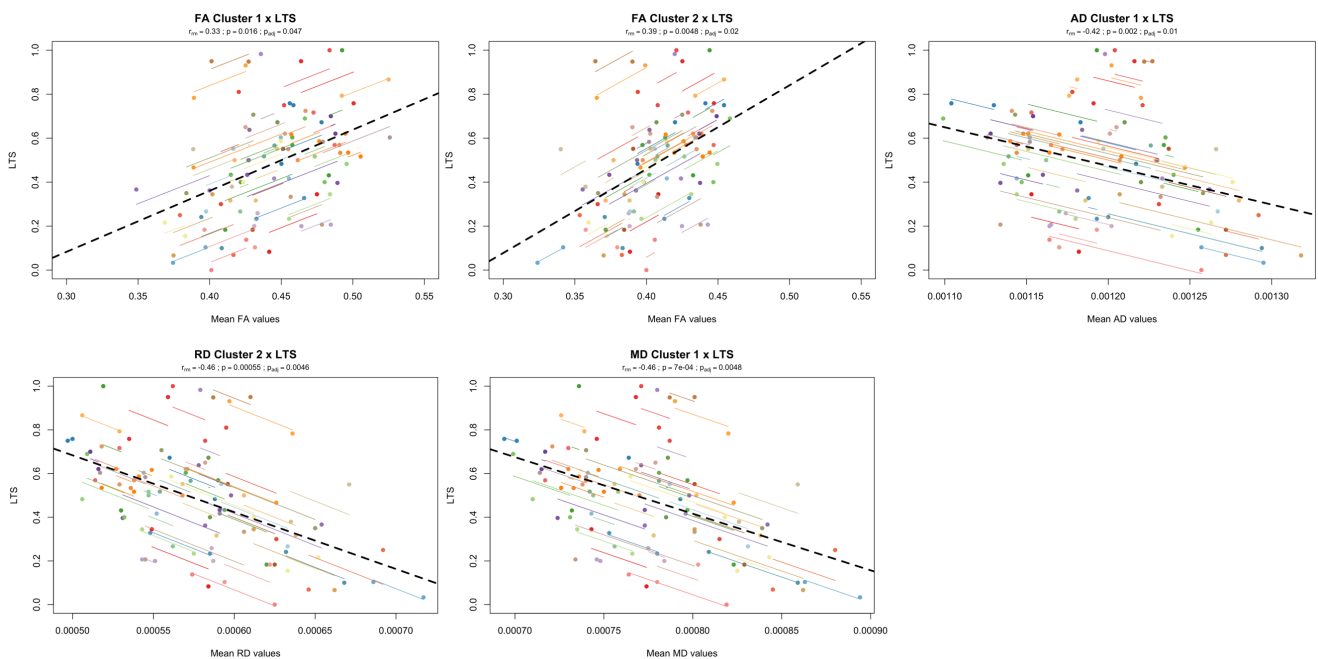 FA Cluster 1 x LTS
r_rm = 0.33 ; p = 0.016 ; p_adj = 0.047
LTS
0.0 0.2 0.4 0.6 0.8 1.0
0.30 0.35 0.40 0.45 0.50 0.55
Mean FA values
FA Cluster 2 x LTS
r_rm = 0.39 ; p = 0.0048 ; p_adj = 0.02
LTS
0.0 0.2 0.4 0.6 0.8 1.0
0.30 0.35 0.40 0.45 0.50 0.55
Mean FA values
AD Cluster 1 x LTS
r_rm = -0.42 ; p = 0.002 ; p_adj = 0.01
LTS
0.0 0.2 0.4 0.6 0.8 1.0
0.00110 0.00115 0.00120 0.00125 0.00130
Mean AD values
RD Cluster 2 x LTS
r_rm = -0.46 ; p = 0.00055 ; p_adj = 0.0046
LTS
0.0 0.2 0.4 0.6 0.8 1.0
0.00050 0.00055 0.00060 0.00065 0.00070
Mean RD values
MD Cluster 1 x LTS
r_rm = -0.46 ; p = 7e-04 ; p_adj = 0.0048
LTS
0.0 0.2 0.4 0.6 0.8 1.0
0.00070 0.00075 0.00080 0.00085 0.00090
Mean MD values